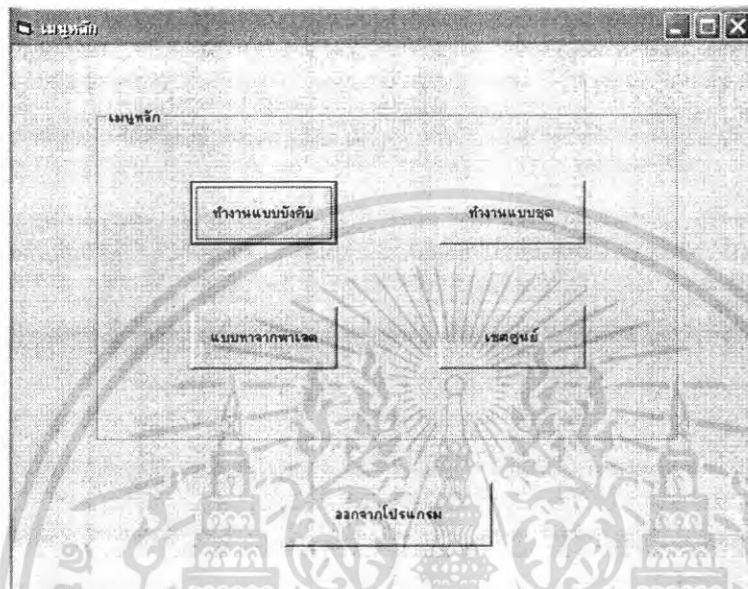 เมนูหลัก
เมนูหลัก
ทำงานแบบบังคับ
ทำงานแบบชุด
แบบหาจากพาเลต
เซตศูนย์
ออกจากโปรแกรม